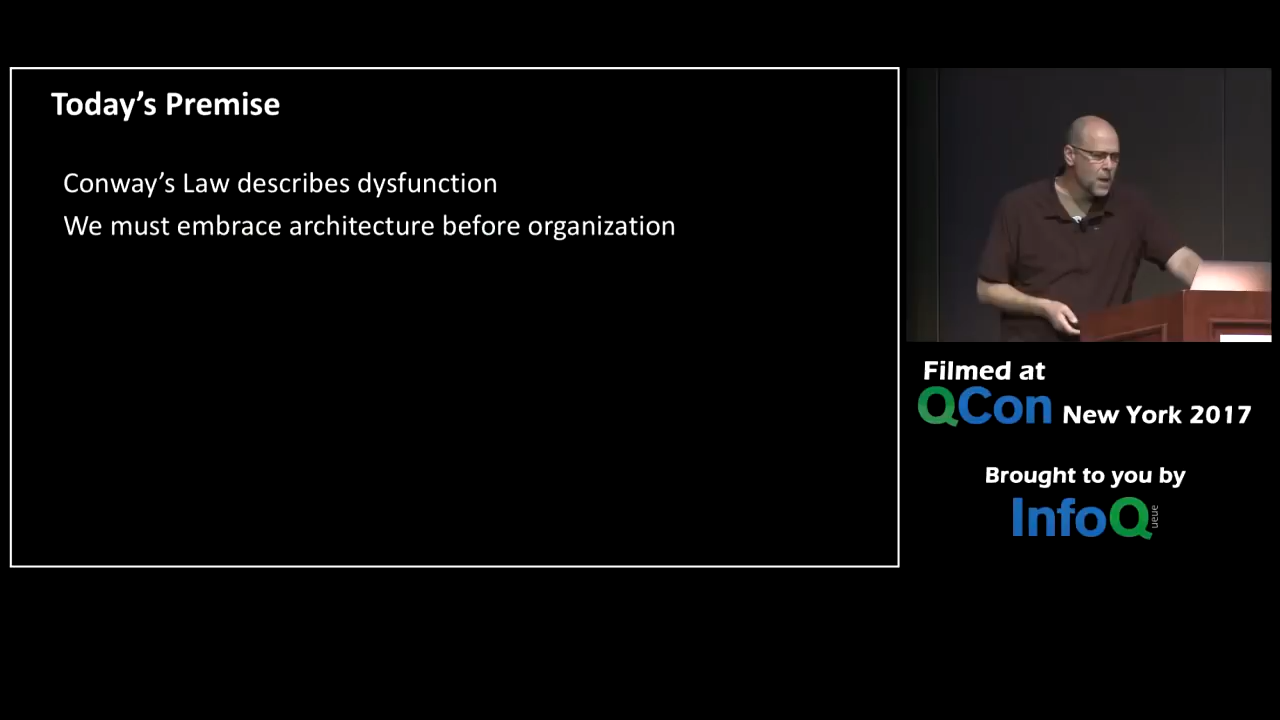 Today's Premise
Conway's Law describes dysfunction
We must embrace architecture before organization
Filmed at
QCon New York 2017
Brought to you by
InfoQ
ueue